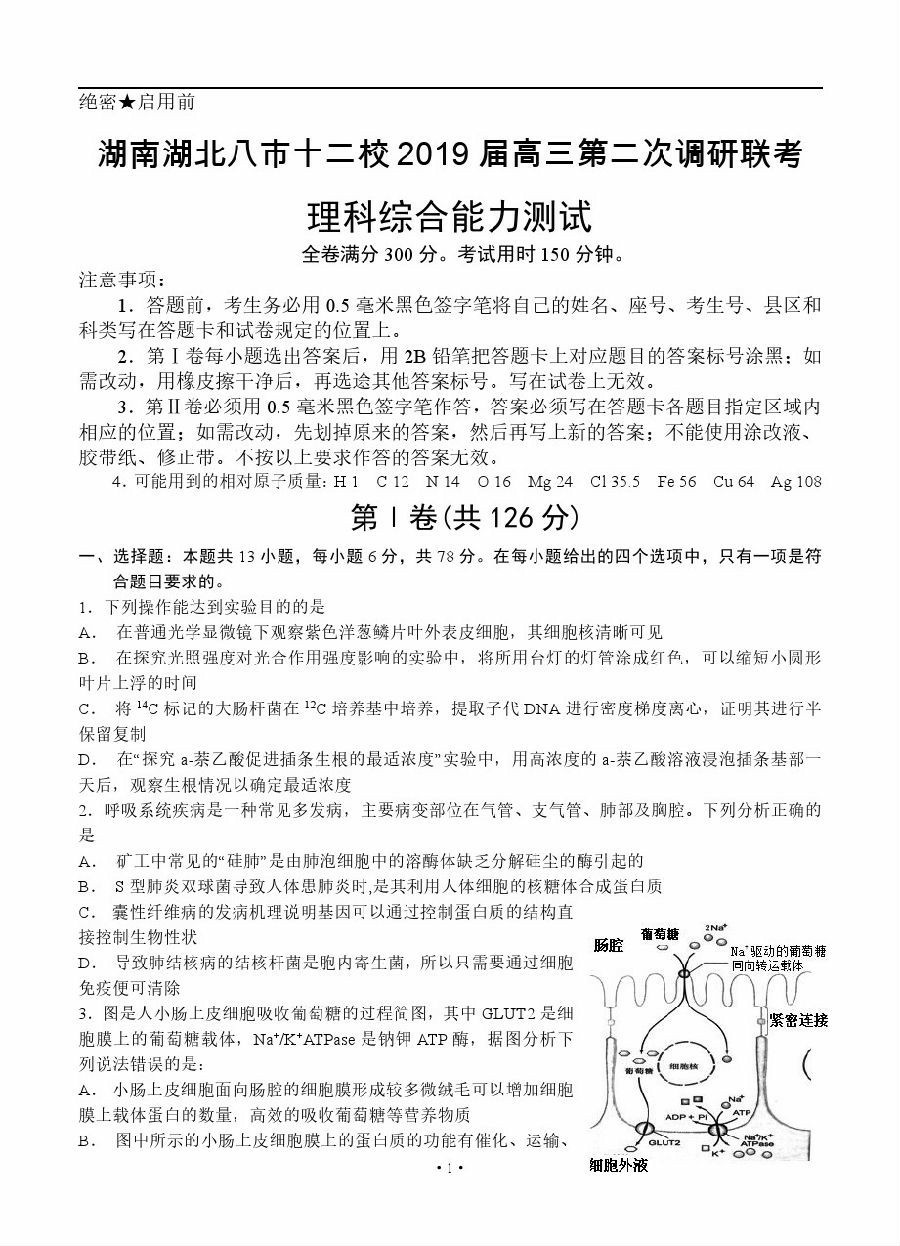 绝密★启用前
湖南湖北八市十二校 2019 届高三第二次调研联考
理科综合能力测试
全卷满分 300 分。考试用时 150 分钟。
注意事项：
1．答题前，考生务必用 0.5 毫米黑色签字笔将自己的姓名、座号、考生号、县区和
科类写在答题卡和试卷规定的位置上。
2．第Ⅰ卷每小题选出答案后，用 2B 铅笔把答题卡上对应题目的答案标号涂黑；如
需改动，用橡皮擦干净后，再选涂其他答案标号。写在试卷上无效。
3．第Ⅱ卷必须用 0.5 毫米黑色签字笔作答，答案必须写在答题卡各题目指定区域内
相应的位置；如需改动，先划掉原来的答案，然后再写上新的答案；不能使用涂改液、
胶带纸、修正带。不按以上要求作答的答案无效。
4．可能用到的相对原子质量：H 1 C 12 N 14 O 16 Mg 24 Cl 35.5 Fe 56 Cu 64 Ag 108
第Ⅰ卷(共 126 分)
一、选择题：本题共 13 小题，每小题 6 分，共 78 分。在每小题给出的四个选项中，只有一项是符
合题目要求的。
1．下列操作能达到实验目的的是
A． 在普通光学显微镜下观察紫色洋葱鳞片叶外表皮细胞，其细胞核清晰可见
B． 在探究光照强度对光合作用强度影响的实验中，将所用台灯的灯管涂成红色，可以缩短小圆形
叶片上浮的时间
C． 将 ¹⁴C 标记的大肠杆菌在 ¹²C 培养基中培养，提取子代 DNA 进行密度梯度离心，证明其进行半
保留复制
D． 在“探究 a-萘乙酸促进插条生根的最适浓度”实验中，用高浓度的 a-萘乙酸溶液浸泡插条基部一
天后，观察生根情况以确定最适浓度
2．呼吸系统疾病是一种常见多发病，主要病变部位在气管、支气管、肺部及胸腔。下列分析正确的
是
A． 矿工中常见的“硅肺”是由肺泡细胞中的溶酶体缺乏分解硅尘的酶引起的
B． S 型肺炎双球菌导致人体患肺炎时,是其利用人体细胞的核糖体合成蛋白质
C． 囊性纤维病的发病机理说明基因可以通过控制蛋白质的结构直
接控制生物性状
D． 导致肺结核病的结核杆菌是胞内寄生菌，所以只需要通过细胞
免疫便可清除
3．图是人小肠上皮细胞吸收葡萄糖的过程简图，其中 GLUT2 是细
胞膜上的葡萄糖载体，Na⁺/K⁺ATPase 是钠钾 ATP 酶，据图分析下
列说法错误的是：
A． 小肠上皮细胞面向肠腔的细胞膜形成较多微绒毛可以增加细胞
膜上载体蛋白的数量，高效的吸收葡萄糖等营养物质
B． 图中所示的小肠上皮细胞膜上的蛋白质的功能有催化、运输、
肠腔
葡萄糖
2Na⁺
Na⁺驱动的葡萄糖
同向转运载体
紧密连接
葡萄糖
细胞核
Na⁺
ADP + Pi
ATP
GLUT2
Na⁺/K⁺
ATPase
K⁺
细胞外液
·1·